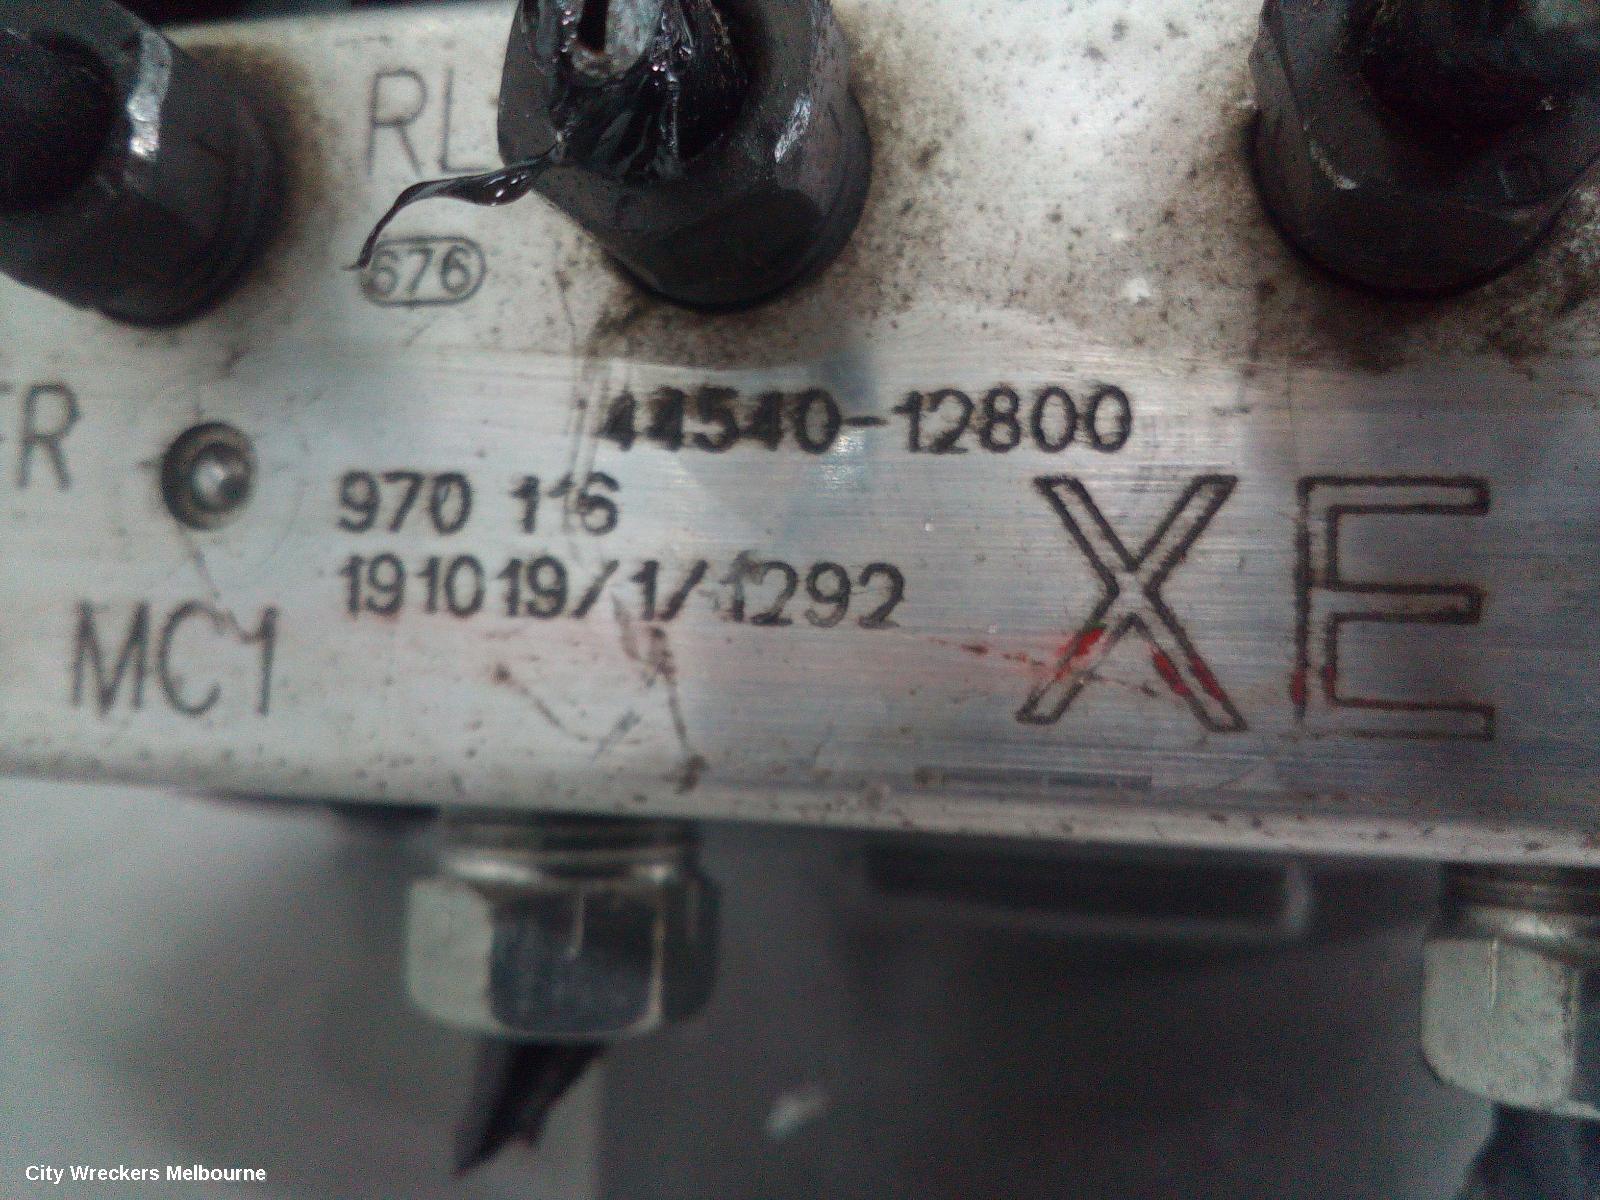 RL
676
FR
44540-12800
970 116
191019/1/1292
XE
MC1
City Wreckers Melbourne